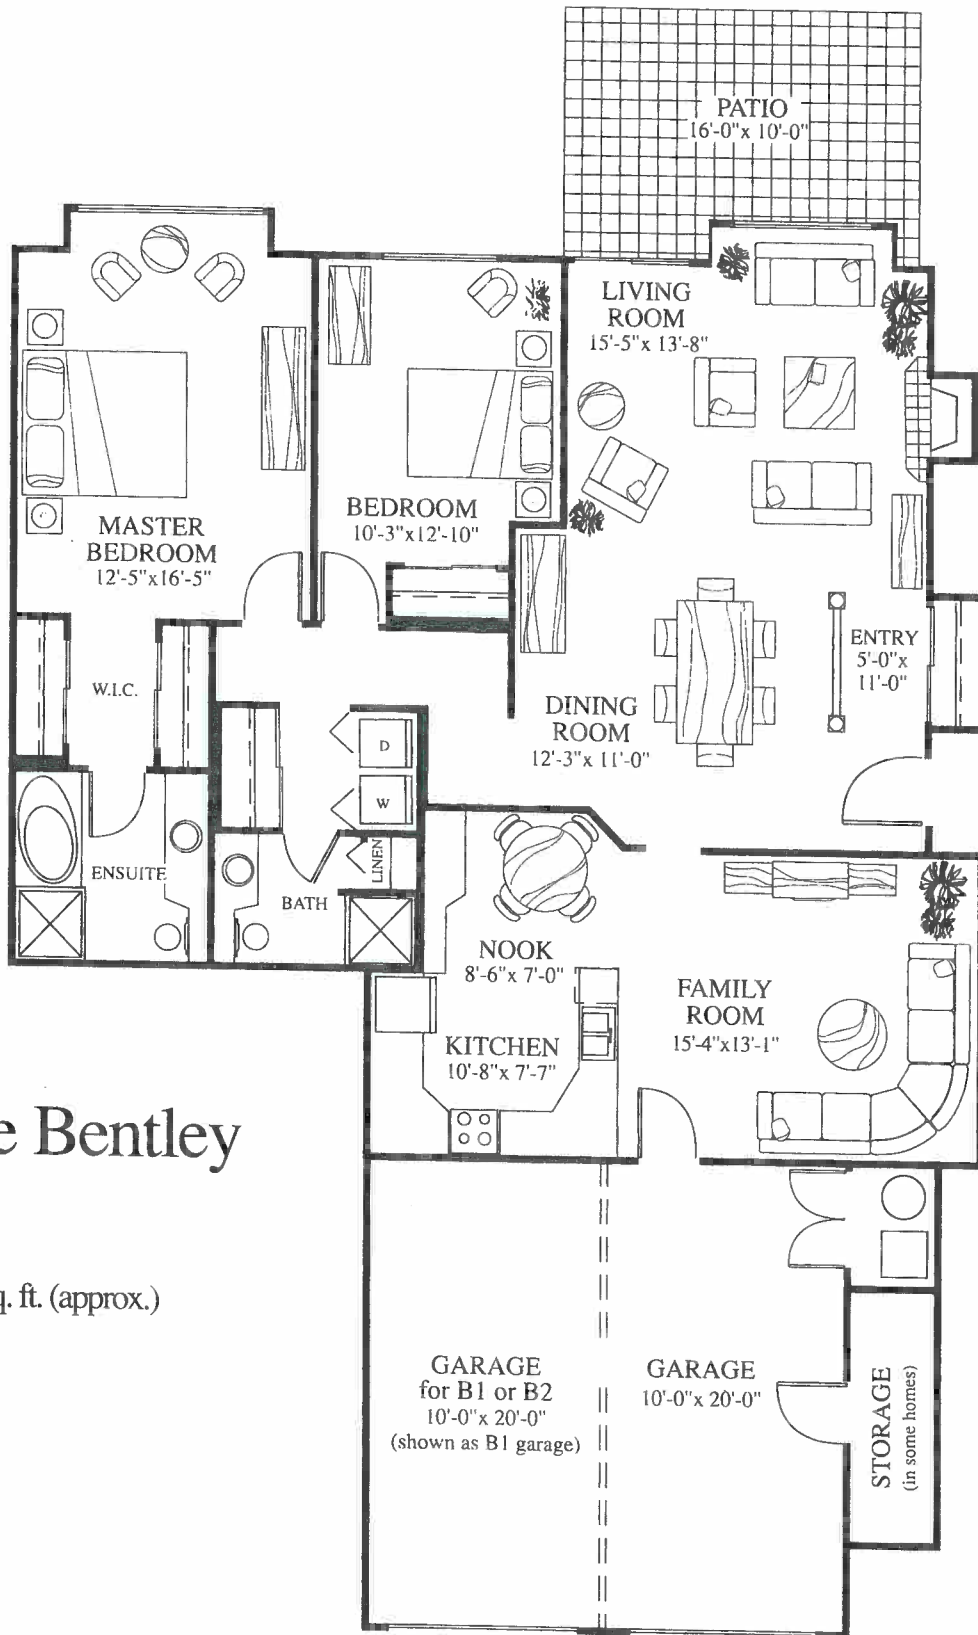 PATIO
16'-0"x 10'-0"
LIVING
ROOM
15'-5"x 13'-8"
BEDROOM
10'-3"x12'-10"
MASTER
BEDROOM
12'-5"x16'-5"
ENTRY
5'-0"x
11'-0"
W.I.C.
DINING
ROOM
12'-3"x 11'-0"
D
W
ENSUITE
LINEN
BATH
NOOK
8'-6"x 7'-0"
FAMILY
ROOM
15'-4"x13'-1"
KITCHEN
10'-8"x 7'-7"
e Bentley
q. ft. (approx.)
GARAGE
for B1 or B2
10'-0"x 20'-0"
(shown as B1 garage)
GARAGE
10'-0"x 20'-0"
STORAGE
(in some homes)